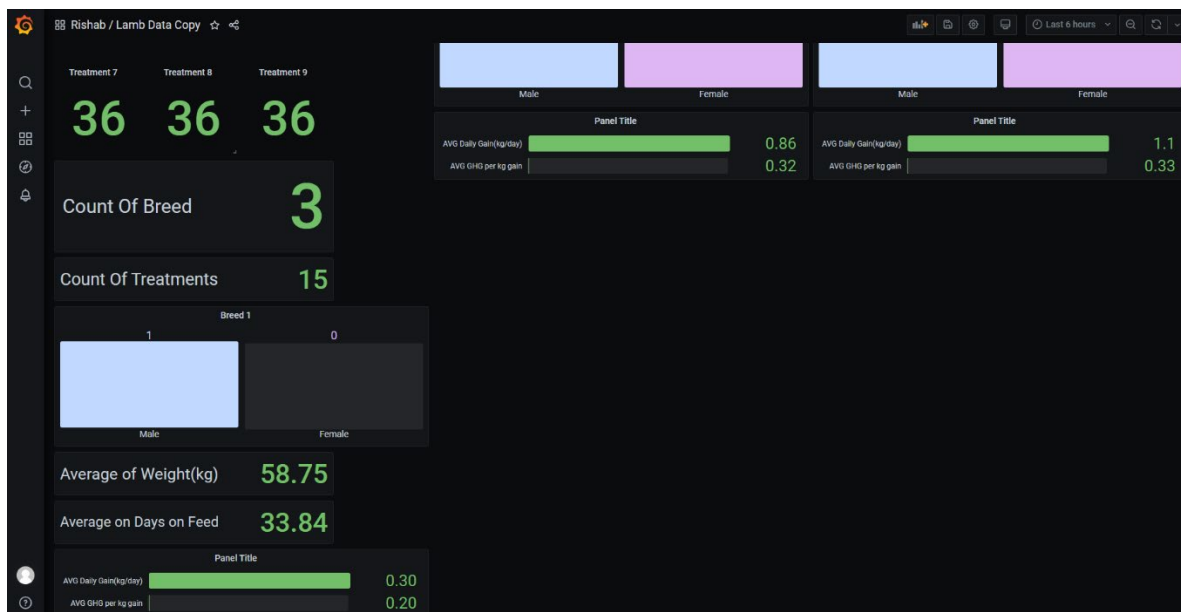 Rishab / Lamb Data Copy
Last 6 hours
Treatment 7 Treatment 8 Treatment 9
36 36 36
Count Of Breed 3
Count Of Treatments 15
Breed 1
1 0
Male Female
Average of Weight(kg) 58.75
Average on Days on Feed 33.84
Panel Title
AVG Daily Gain(kg/day) 0.30
AVG GHG per kg gain 0.20
Male Female
Panel Title
AVG Daily Gain(kg/day) 0.86
AVG GHG per kg gain 0.32
Male Female
Panel Title
AVG Daily Gain(kg/day) 1.1
AVG GHG per kg gain 0.33